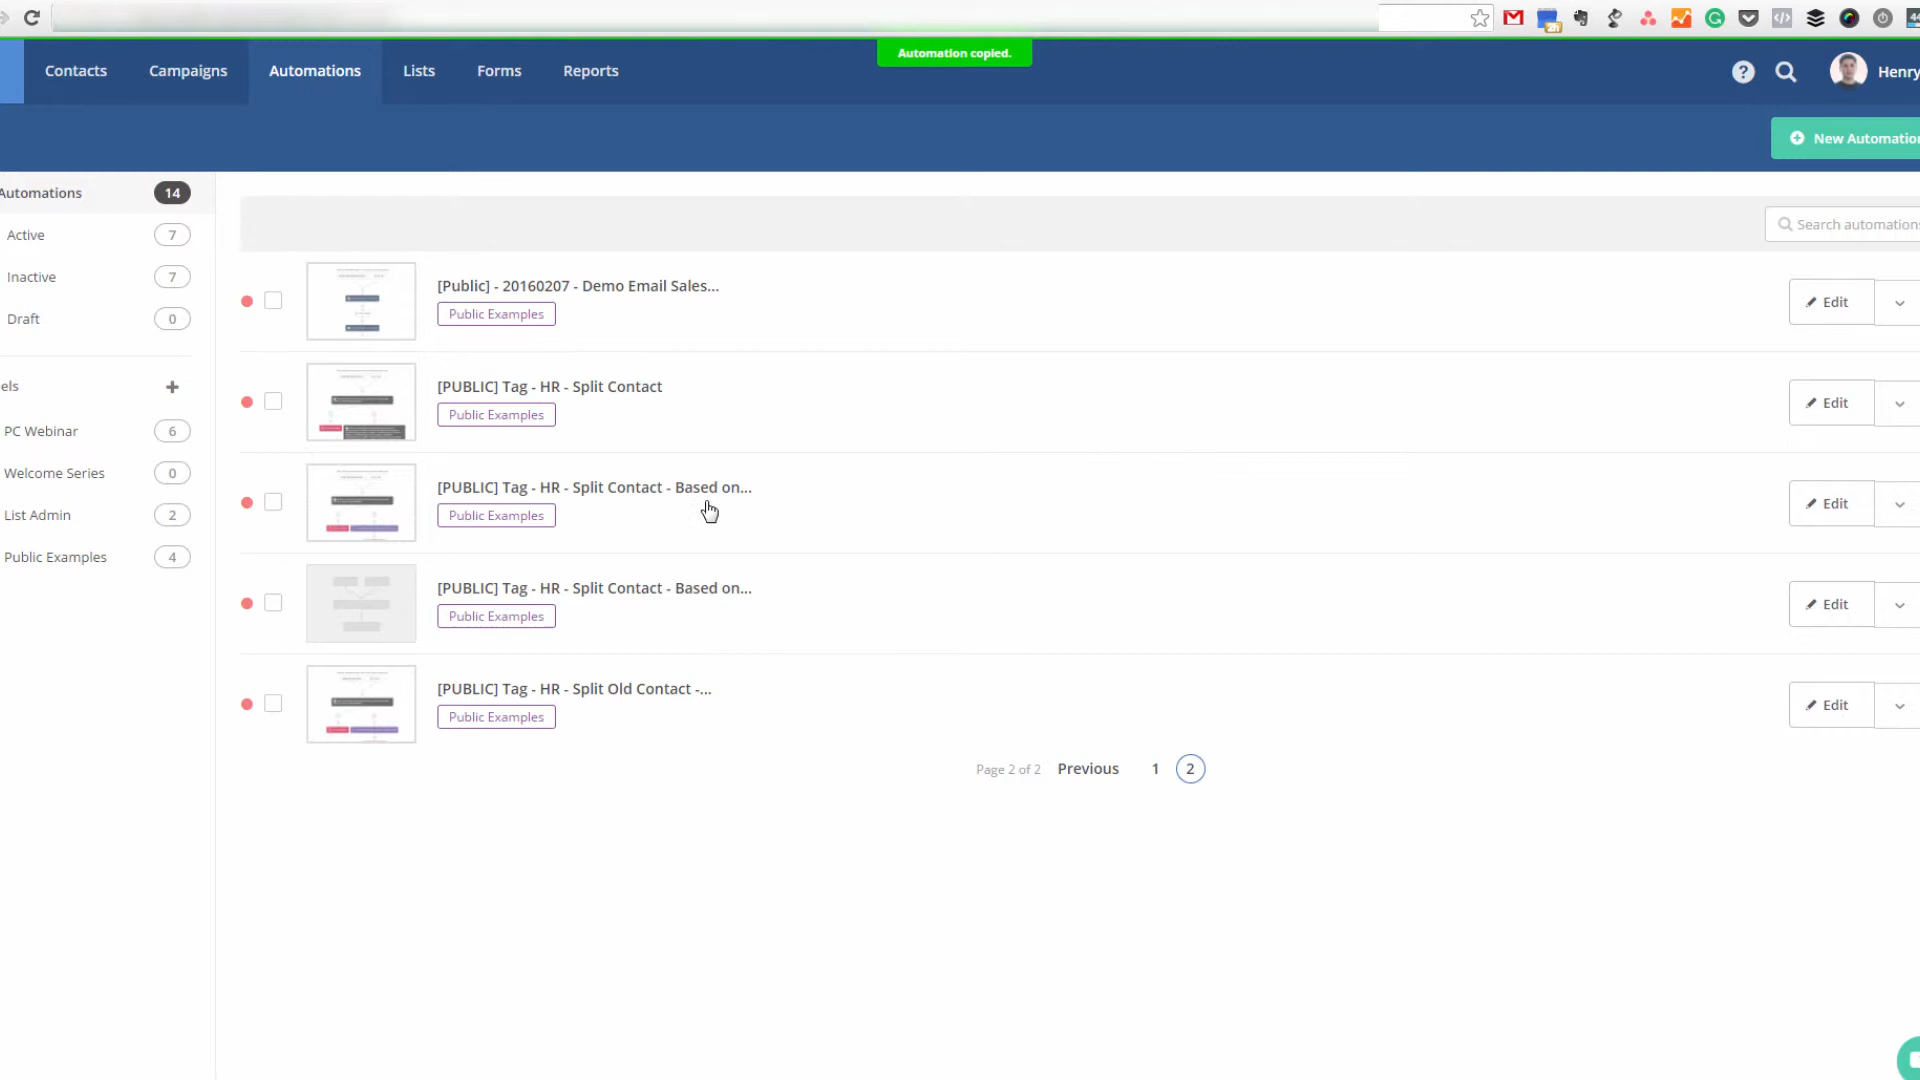 Automation copied.
Contacts
Campaigns
Automations
Lists
Forms
Reports
Henry
New Automation
Automations 14
Active 7
Inactive 7
Draft 0
els
PC Webinar 6
Welcome Series 0
List Admin 2
Public Examples 4
Search automations
[Public] - 20160207 - Demo Email Sales...
Public Examples
Edit
[PUBLIC] Tag - HR - Split Contact
Public Examples
Edit
[PUBLIC] Tag - HR - Split Contact - Based on...
Public Examples
Edit
[PUBLIC] Tag - HR - Split Contact - Based on...
Public Examples
Edit
[PUBLIC] Tag - HR - Split Old Contact -...
Public Examples
Edit
Page 2 of 2 Previous 1 2